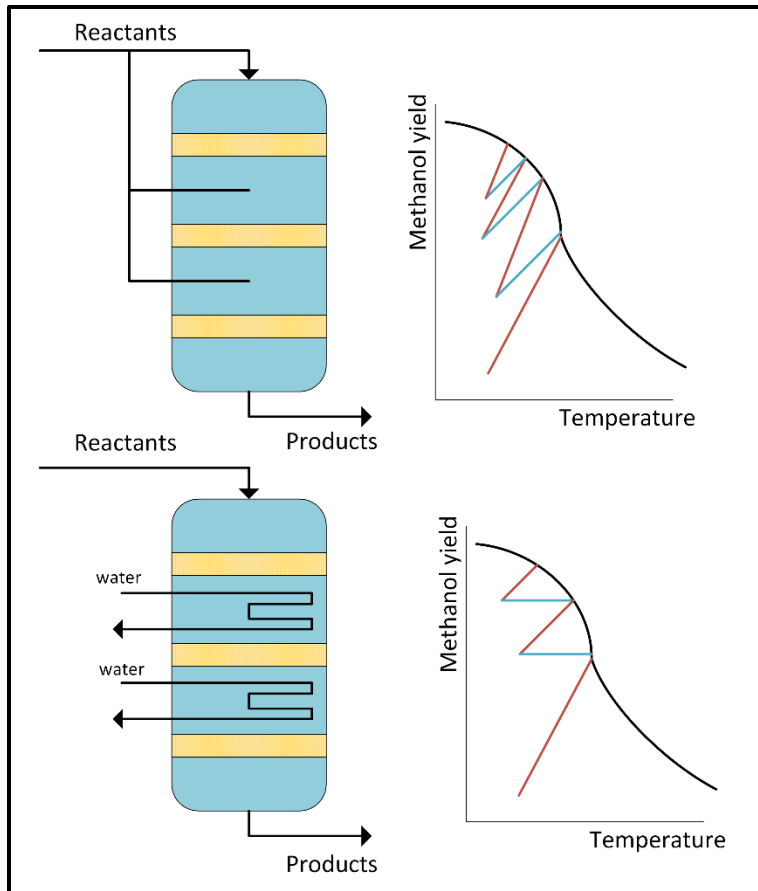 Reactants
Methanol yield
Temperature
Products
Reactants
water
water
Methanol yield
Temperature
Products